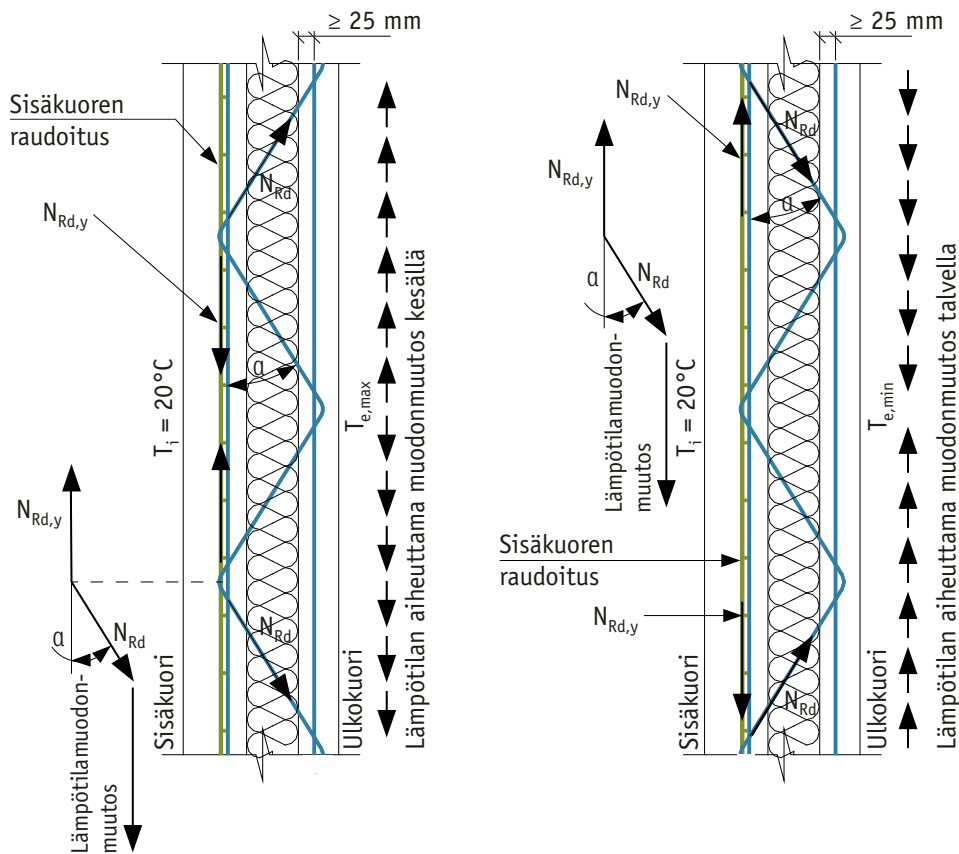 ≥ 25 mm
Sisäkuoren
raudoitus
N_Rd
N_Rd,y
α
T_i = 20°C
T_e,max
Lämpötilan aiheuttama muodonmuutos kesällä
N_Rd,y
α
N_Rd
N_Rd
Lämpötilamuodon-
muutos
Sisäkuori
Ulkokuori
≥ 25 mm
N_Rd,y
N_Rd
N_Rd,y
α
α
N_Rd
Lämpötilamuodon-
muutos
T_i = 20°C
T_e,min
Lämpötilan aiheuttama muodonmuutos talvella
Sisäkuoren
raudoitus
N_Rd,y
N_Rd
Sisäkuori
Ulkokuori